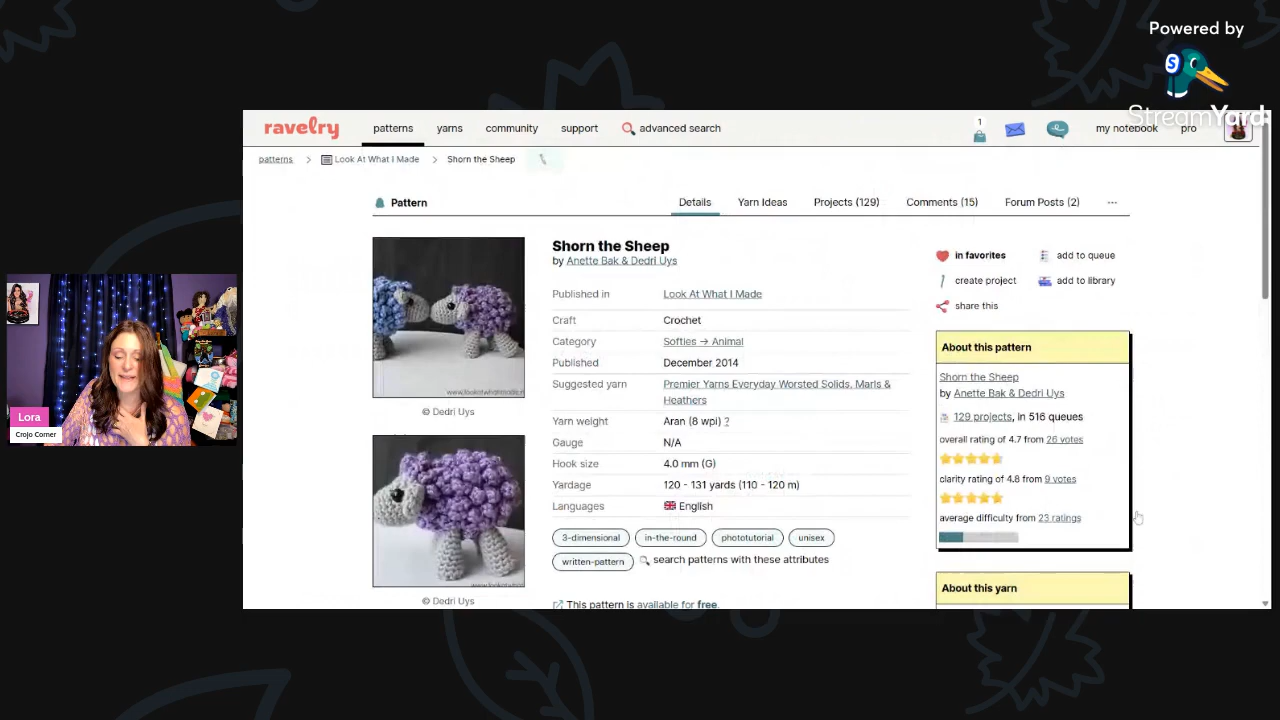 Powered by
S
StreamYard
ravelry
patterns
yarns
community
support
advanced search
1
my notebook
pro
patterns
Look At What I Made
Shorn the Sheep
Pattern
Details
Yarn Ideas
Projects (129)
Comments (15)
Forum Posts (2)
...
www.lookatwhatimade.n
© Dedri Uys
© Dedri Uys
Shorn the Sheep
by Anette Bak & Dedri Uys
Published in Look At What I Made
Craft Crochet
Category Softies → Animal
Published December 2014
Suggested yarn Premier Yarns Everyday Worsted Solids, Marls &
Heathers
Yarn weight Aran (8 wpi) ?
Gauge N/A
Hook size 4.0 mm (G)
Yardage 120 - 131 yards (110 - 120 m)
Languages English
3-dimensional
in-the-round
phototutorial
unisex
written-pattern
search patterns with these attributes
This pattern is available for free.
in favorites
add to queue
create project
add to library
share this
About this pattern
Shorn the Sheep
by Anette Bak & Dedri Uys
129 projects, in 516 queues
overall rating of 4.7 from 26 votes
clarity rating of 4.8 from 9 votes
average difficulty from 23 ratings
About this yarn
Lora
Crojo Corner